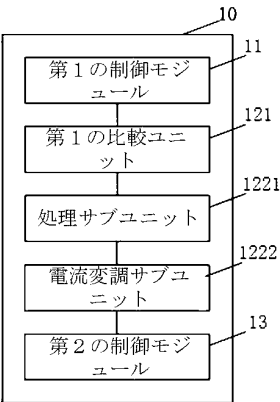 10
第1の制御モジ
ュール
11
第1の比較ユニ
ット
121
処理サブユニット
1221
電流変調サブユ
ニット
1222
第2の制御モジ
ュール
13